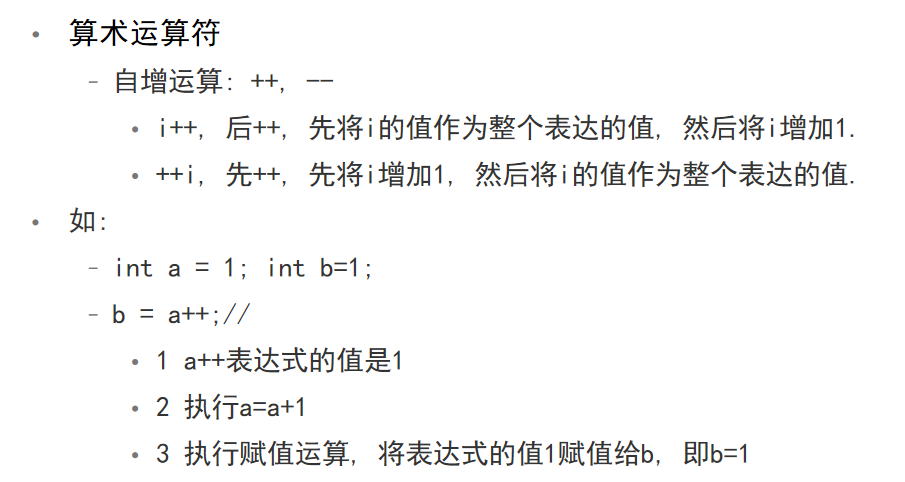 • 算术运算符
– 自增运算: ++, --
• i++, 后++, 先将i的值作为整个表达的值, 然后将i增加1.
• ++i, 先++, 先将i增加1, 然后将i的值作为整个表达的值.
• 如:
– int a = 1; int b=1;
– b = a++;//
• 1 a++表达式的值是1
• 2 执行a=a+1
• 3 执行赋值运算, 将表达式的值1赋值给b, 即b=1